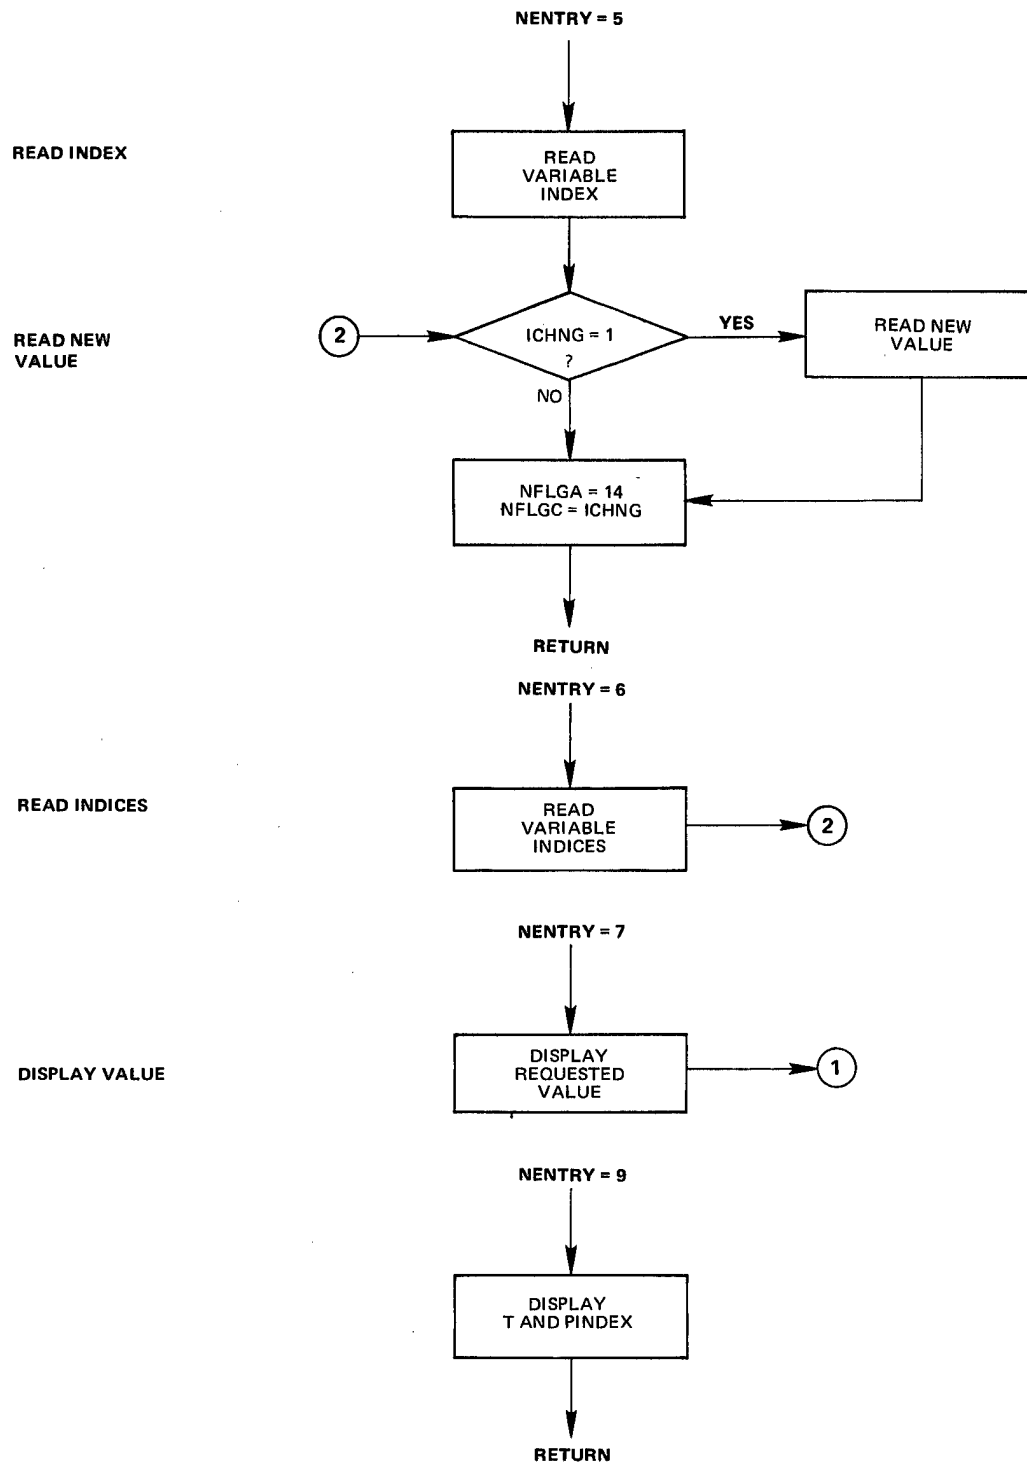 NENTRY = 5
READ INDEX
READ
VARIABLE
INDEX
READ NEW
VALUE
2
ICHNG = 1
?
YES
READ NEW
VALUE
NO
NFLGA = 14
NFLGC = ICHNG
RETURN
NENTRY = 6
READ INDICES
READ
VARIABLE
INDICES
2
NENTRY = 7
DISPLAY VALUE
DISPLAY
REQUESTED
VALUE
1
NENTRY = 9
DISPLAY
T AND PINDEX
RETURN